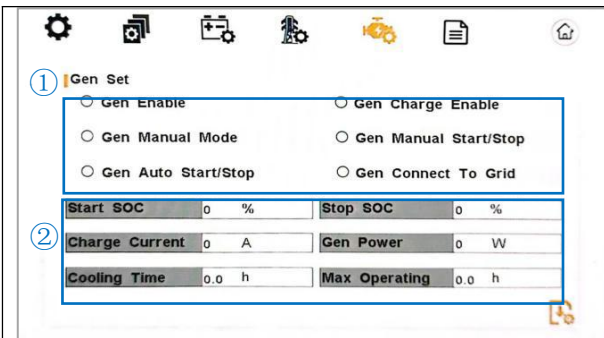 ① Gen Set
Gen Enable Gen Charge Enable
Gen Manual Mode Gen Manual Start/Stop
Gen Auto Start/Stop Gen Connect To Grid
Start SOC 0 % Stop SOC 0 %
② Charge Current 0 A Gen Power 0 W
Cooling Time 0.0 h Max Operating 0.0 h